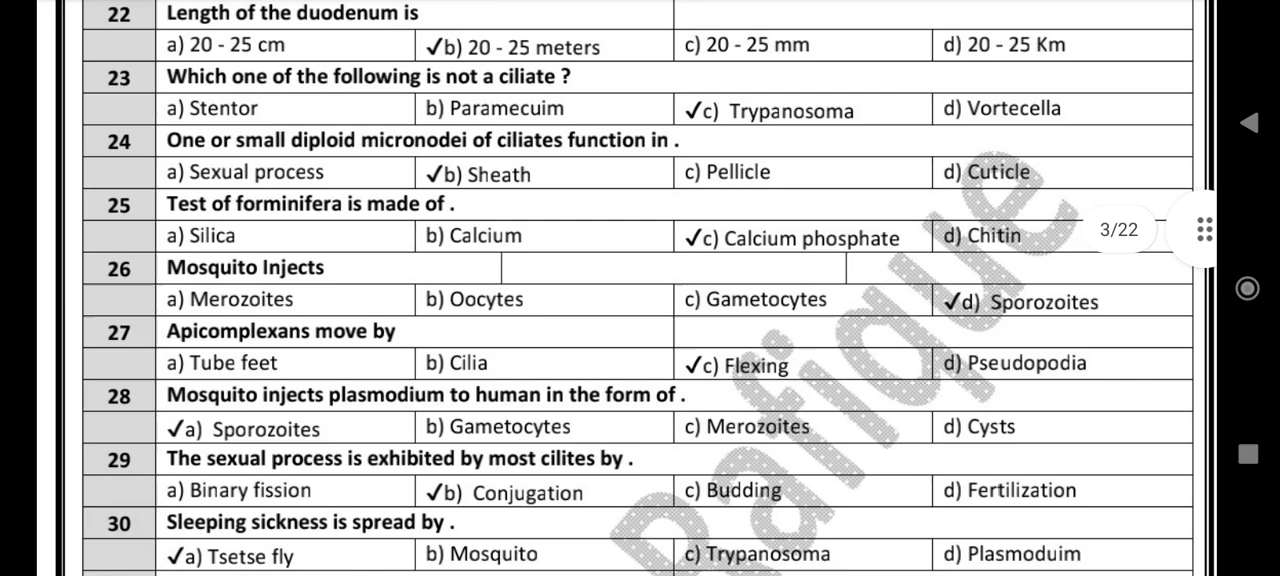 22 Length of the duodenum is
a) 20 - 25 cm ✓b) 20 - 25 meters c) 20 - 25 mm d) 20 - 25 Km
23 Which one of the following is not a ciliate ?
a) Stentor b) Paramecuim ✓c) Trypanosoma d) Vortecella
24 One or small diploid micronodei of ciliates function in .
a) Sexual process ✓b) Sheath c) Pellicle d) Cuticle
25 Test of forminifera is made of .
a) Silica b) Calcium ✓c) Calcium phosphate d) Chitin
3/22
26 Mosquito Injects
a) Merozoites b) Oocytes c) Gametocytes ✓d) Sporozoites
27 Apicomplexans move by
a) Tube feet b) Cilia ✓c) Flexing d) Pseudopodia
28 Mosquito injects plasmodium to human in the form of .
✓a) Sporozoites b) Gametocytes c) Merozoites d) Cysts
29 The sexual process is exhibited by most cilites by .
a) Binary fission ✓b) Conjugation c) Budding d) Fertilization
30 Sleeping sickness is spread by .
✓a) Tsetse fly b) Mosquito c) Trypanosoma d) Plasmoduim
Rafique